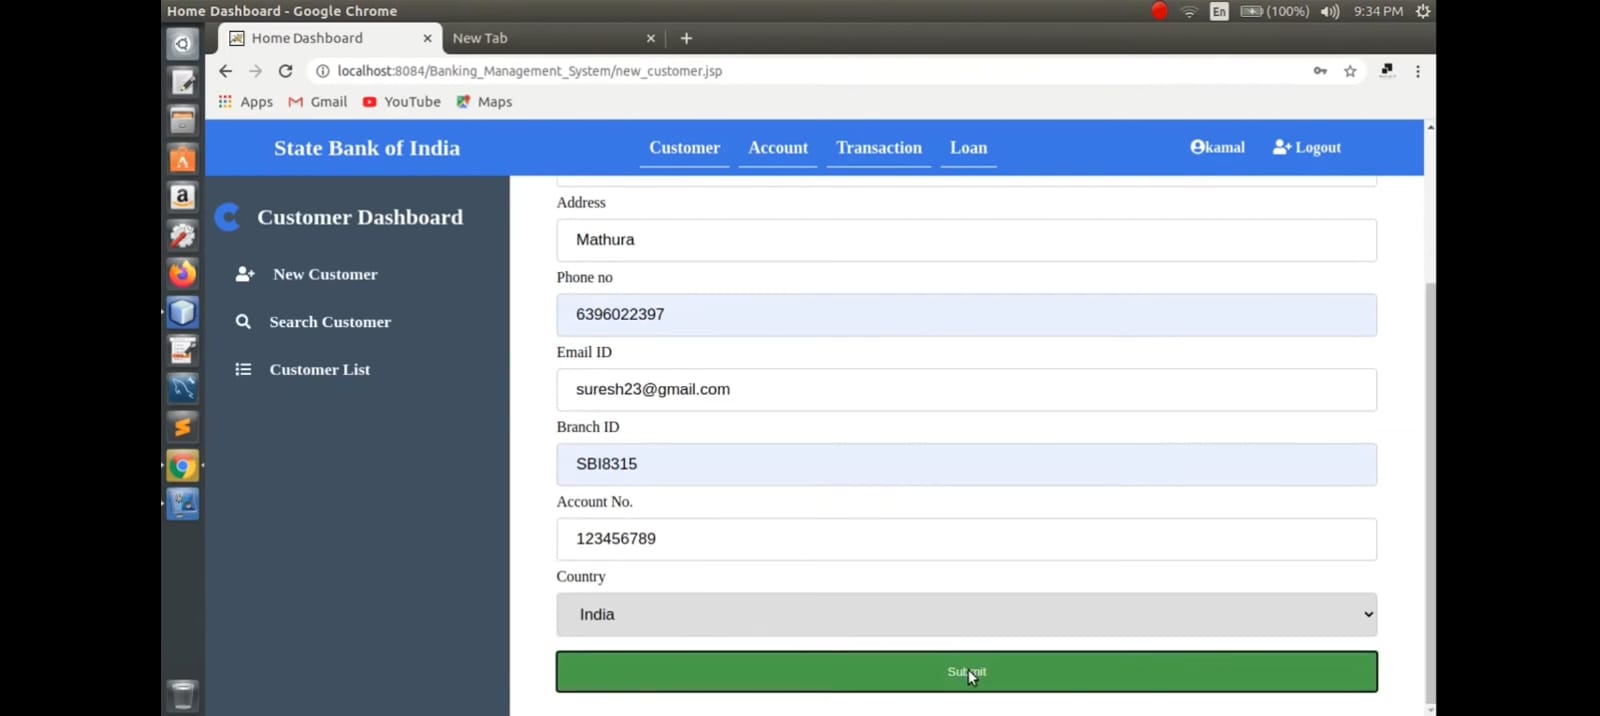 Home Dashboard - Google Chrome
En (100%) 9:34 PM
Home Dashboard × New Tab × +
localhost:8084/Banking_Management_System/new_customer.jsp
Apps Gmail YouTube Maps
State Bank of India Customer Account Transaction Loan kamal Logout
Customer Dashboard
New Customer
Search Customer
Customer List
Address
Mathura
Phone no
6396022397
Email ID
suresh23@gmail.com
Branch ID
SBI8315
Account No.
123456789
Country
India
Submit